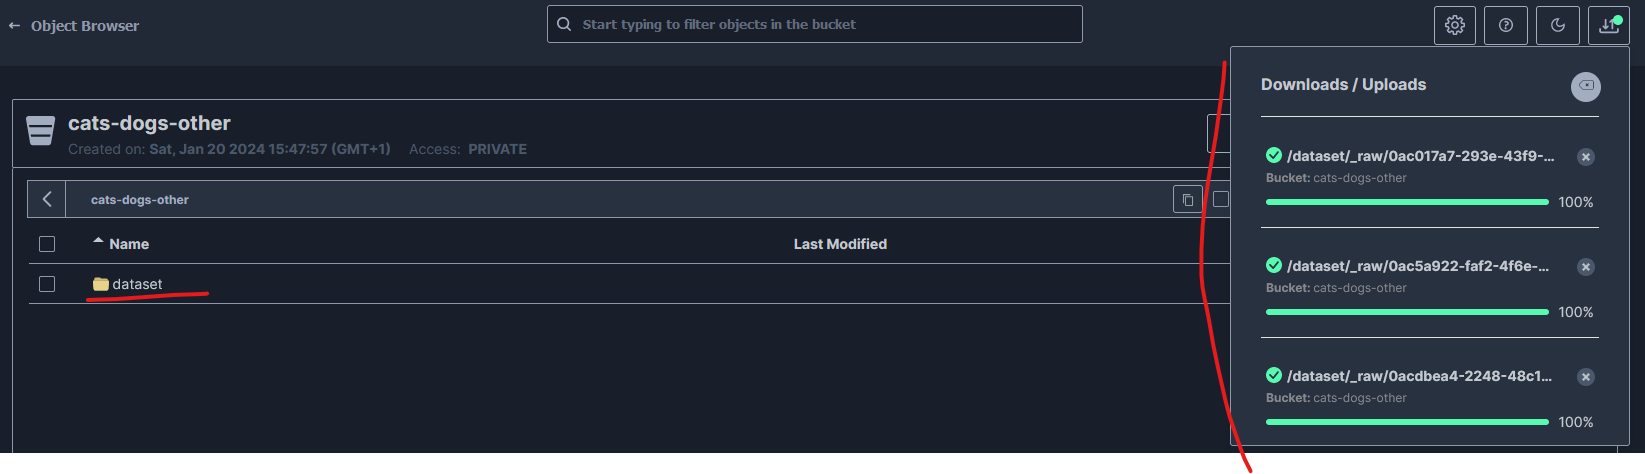 ← Object Browser
Start typing to filter objects in the bucket
Downloads / Uploads
cats-dogs-other
Created on: Sat, Jan 20 2024 15:47:57 (GMT+1) Access: PRIVATE
cats-dogs-other
Name Last Modified
dataset
/dataset/_raw/0ac017a7-293e-43f9-...
Bucket: cats-dogs-other
100%
/dataset/_raw/0ac5a922-faf2-4f6e-...
Bucket: cats-dogs-other
100%
/dataset/_raw/0acdbea4-2248-48c1...
Bucket: cats-dogs-other
100%